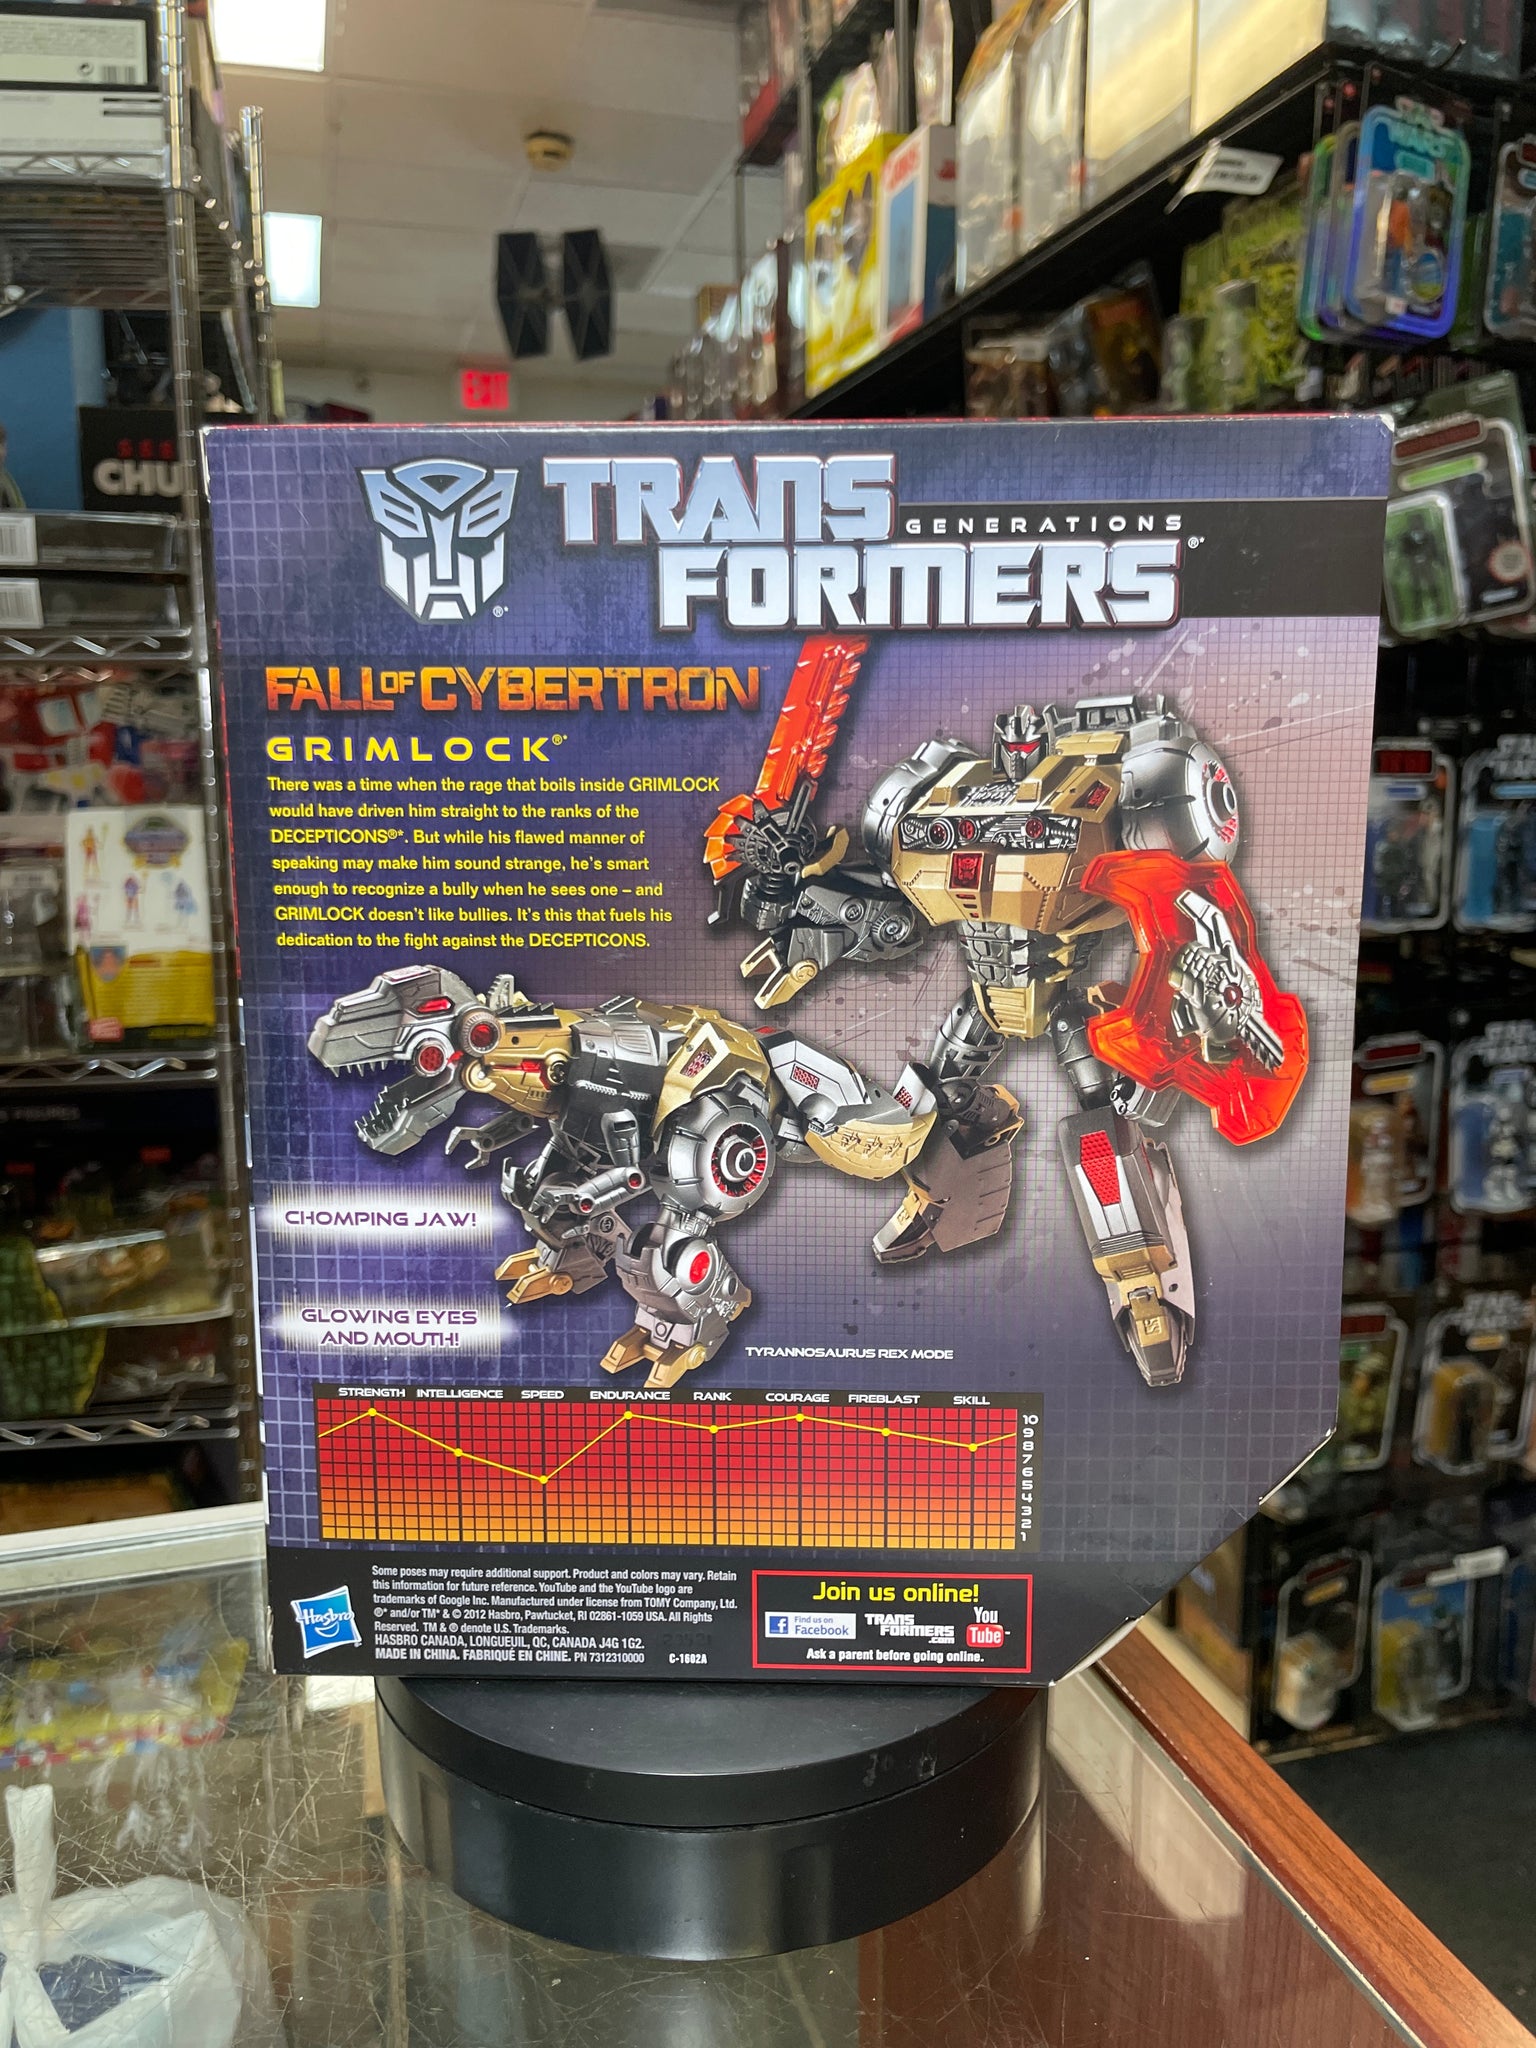 TRANS
GENERATIONS
FORMERS®*
®*
FALL OF CYBERTRON™
GRIMLOCK®*
There was a time when the rage that boils inside GRIMLOCK
would have driven him straight to the ranks of the
DECEPTICONS®*. But while his flawed manner of
speaking may make him sound strange, he's smart
enough to recognize a bully when he sees one – and
GRIMLOCK doesn't like bullies. It's this that fuels his
dedication to the fight against the DECEPTICONS.
CHOMPING JAW!
GLOWING EYES
AND MOUTH!
TYRANNOSAURUS REX MODE
STRENGTH INTELLIGENCE SPEED ENDURANCE RANK COURAGE FIREBLAST SKILL
10
9
8
7
6
5
4
3
2
1
Hasbro
Some poses may require additional support. Product and colors may vary. Retain
this information for future reference. YouTube and the YouTube logo are
trademarks of Google Inc. Manufactured under license from TOMY Company, Ltd.
®* and/or TM* & © 2012 Hasbro, Pawtucket, RI 02861-1059 USA. All Rights
Reserved. TM & ® denote U.S. Trademarks.
HASBRO CANADA, LONGUEUIL, QC, CANADA J4G 1G2.
MADE IN CHINA. FABRIQUÉ EN CHINE. PN 7312310000 C-1602A
Join us online!
Find us on
Facebook
TRANSFORMERS.com
You
Tube™
Ask a parent before going online.
EXIT
CHU